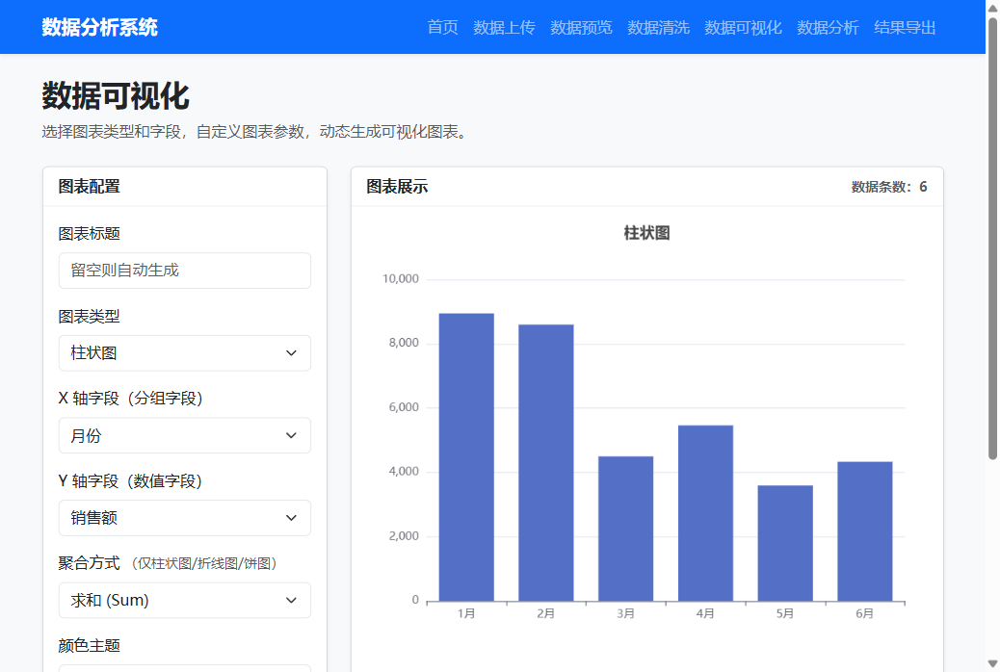 数据分析系统
首页 数据上传 数据预览 数据清洗 数据可视化 数据分析 结果导出
数据可视化
选择图表类型和字段，自定义图表参数，动态生成可视化图表。
图表配置
图表标题
留空则自动生成
图表类型
柱状图
X 轴字段（分组字段）
月份
Y 轴字段（数值字段）
销售额
聚合方式 （仅柱状图/折线图/饼图）
求和 (Sum)
颜色主题
图表展示
数据条数：6
柱状图
10,000
8,000
6,000
4,000
2,000
0
1月 2月 3月 4月 5月 6月